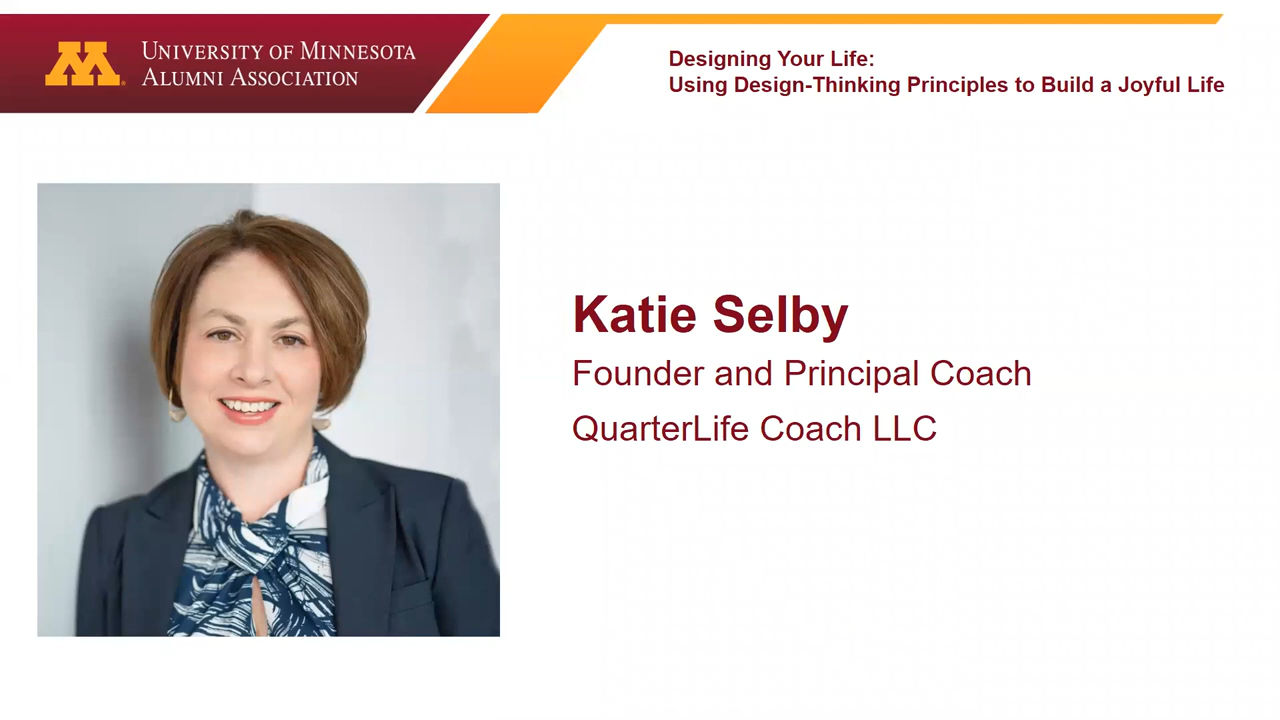 UNIVERSITY OF MINNESOTA
ALUMNI ASSOCIATION
Designing Your Life:
Using Design-Thinking Principles to Build a Joyful Life
Katie Selby
Founder and Principal Coach
QuarterLife Coach LLC